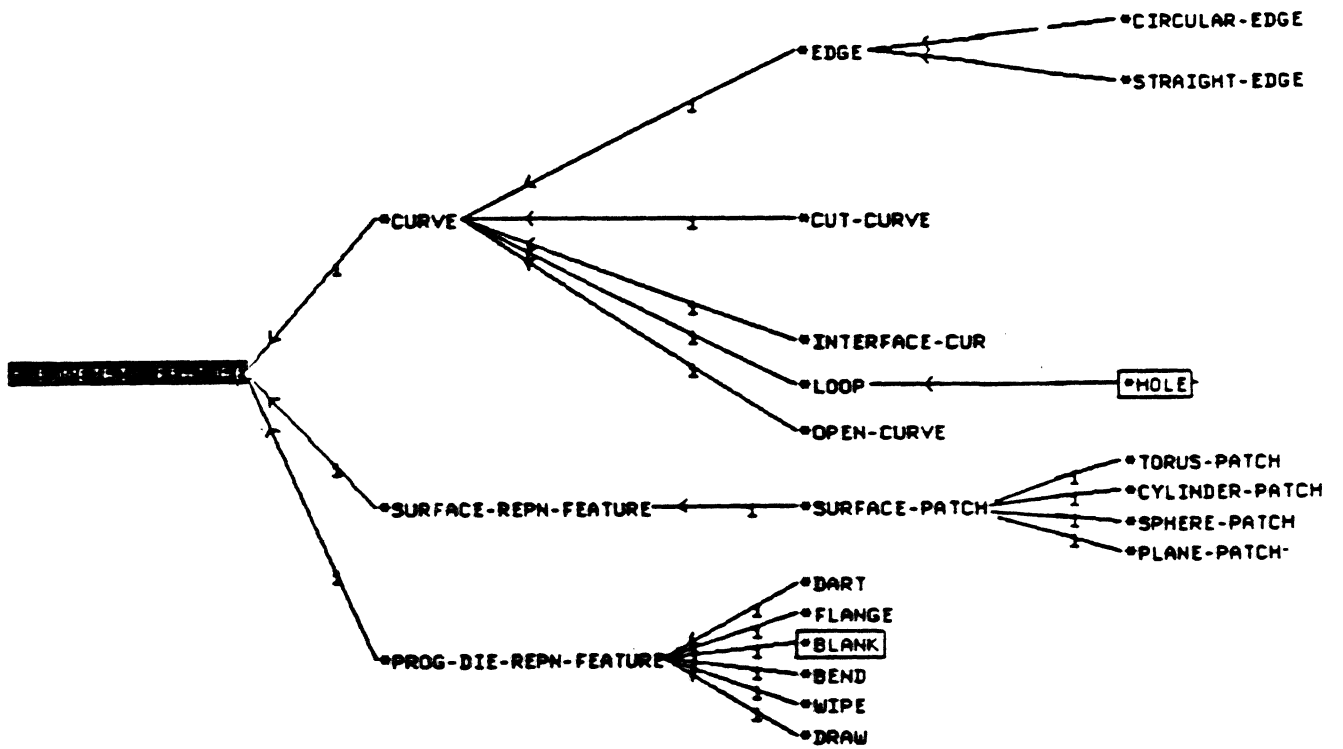 *CIRCULAR-EDGE
*EDGE
*STRAIGHT-EDGE
*CURVE
*CUT-CURVE
*INTERFACE-CUR
*LOOP
*HOLE
*OPEN-CURVE
*TORUS-PATCH
*CYLINDER-PATCH
*SURFACE-REPN-FEATURE
*SURFACE-PATCH
*SPHERE-PATCH
*PLANE-PATCH
*DART
*FLANGE
*BLANK
*PROG-DIE-REPN-FEATURE
*BEND
*WIPE
*DRAW